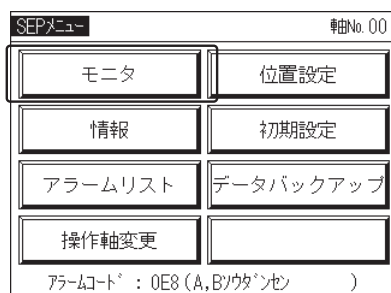 SEPﾒﾆｭｰ 軸No. 00
モニタ 位置設定
情報 初期設定
アラームリスト データバックアップ
操作軸変更
ｱﾗｰﾑｺｰﾄﾞ : 0E8 (A,Bｿｳﾀﾞﾝｾﾝ )